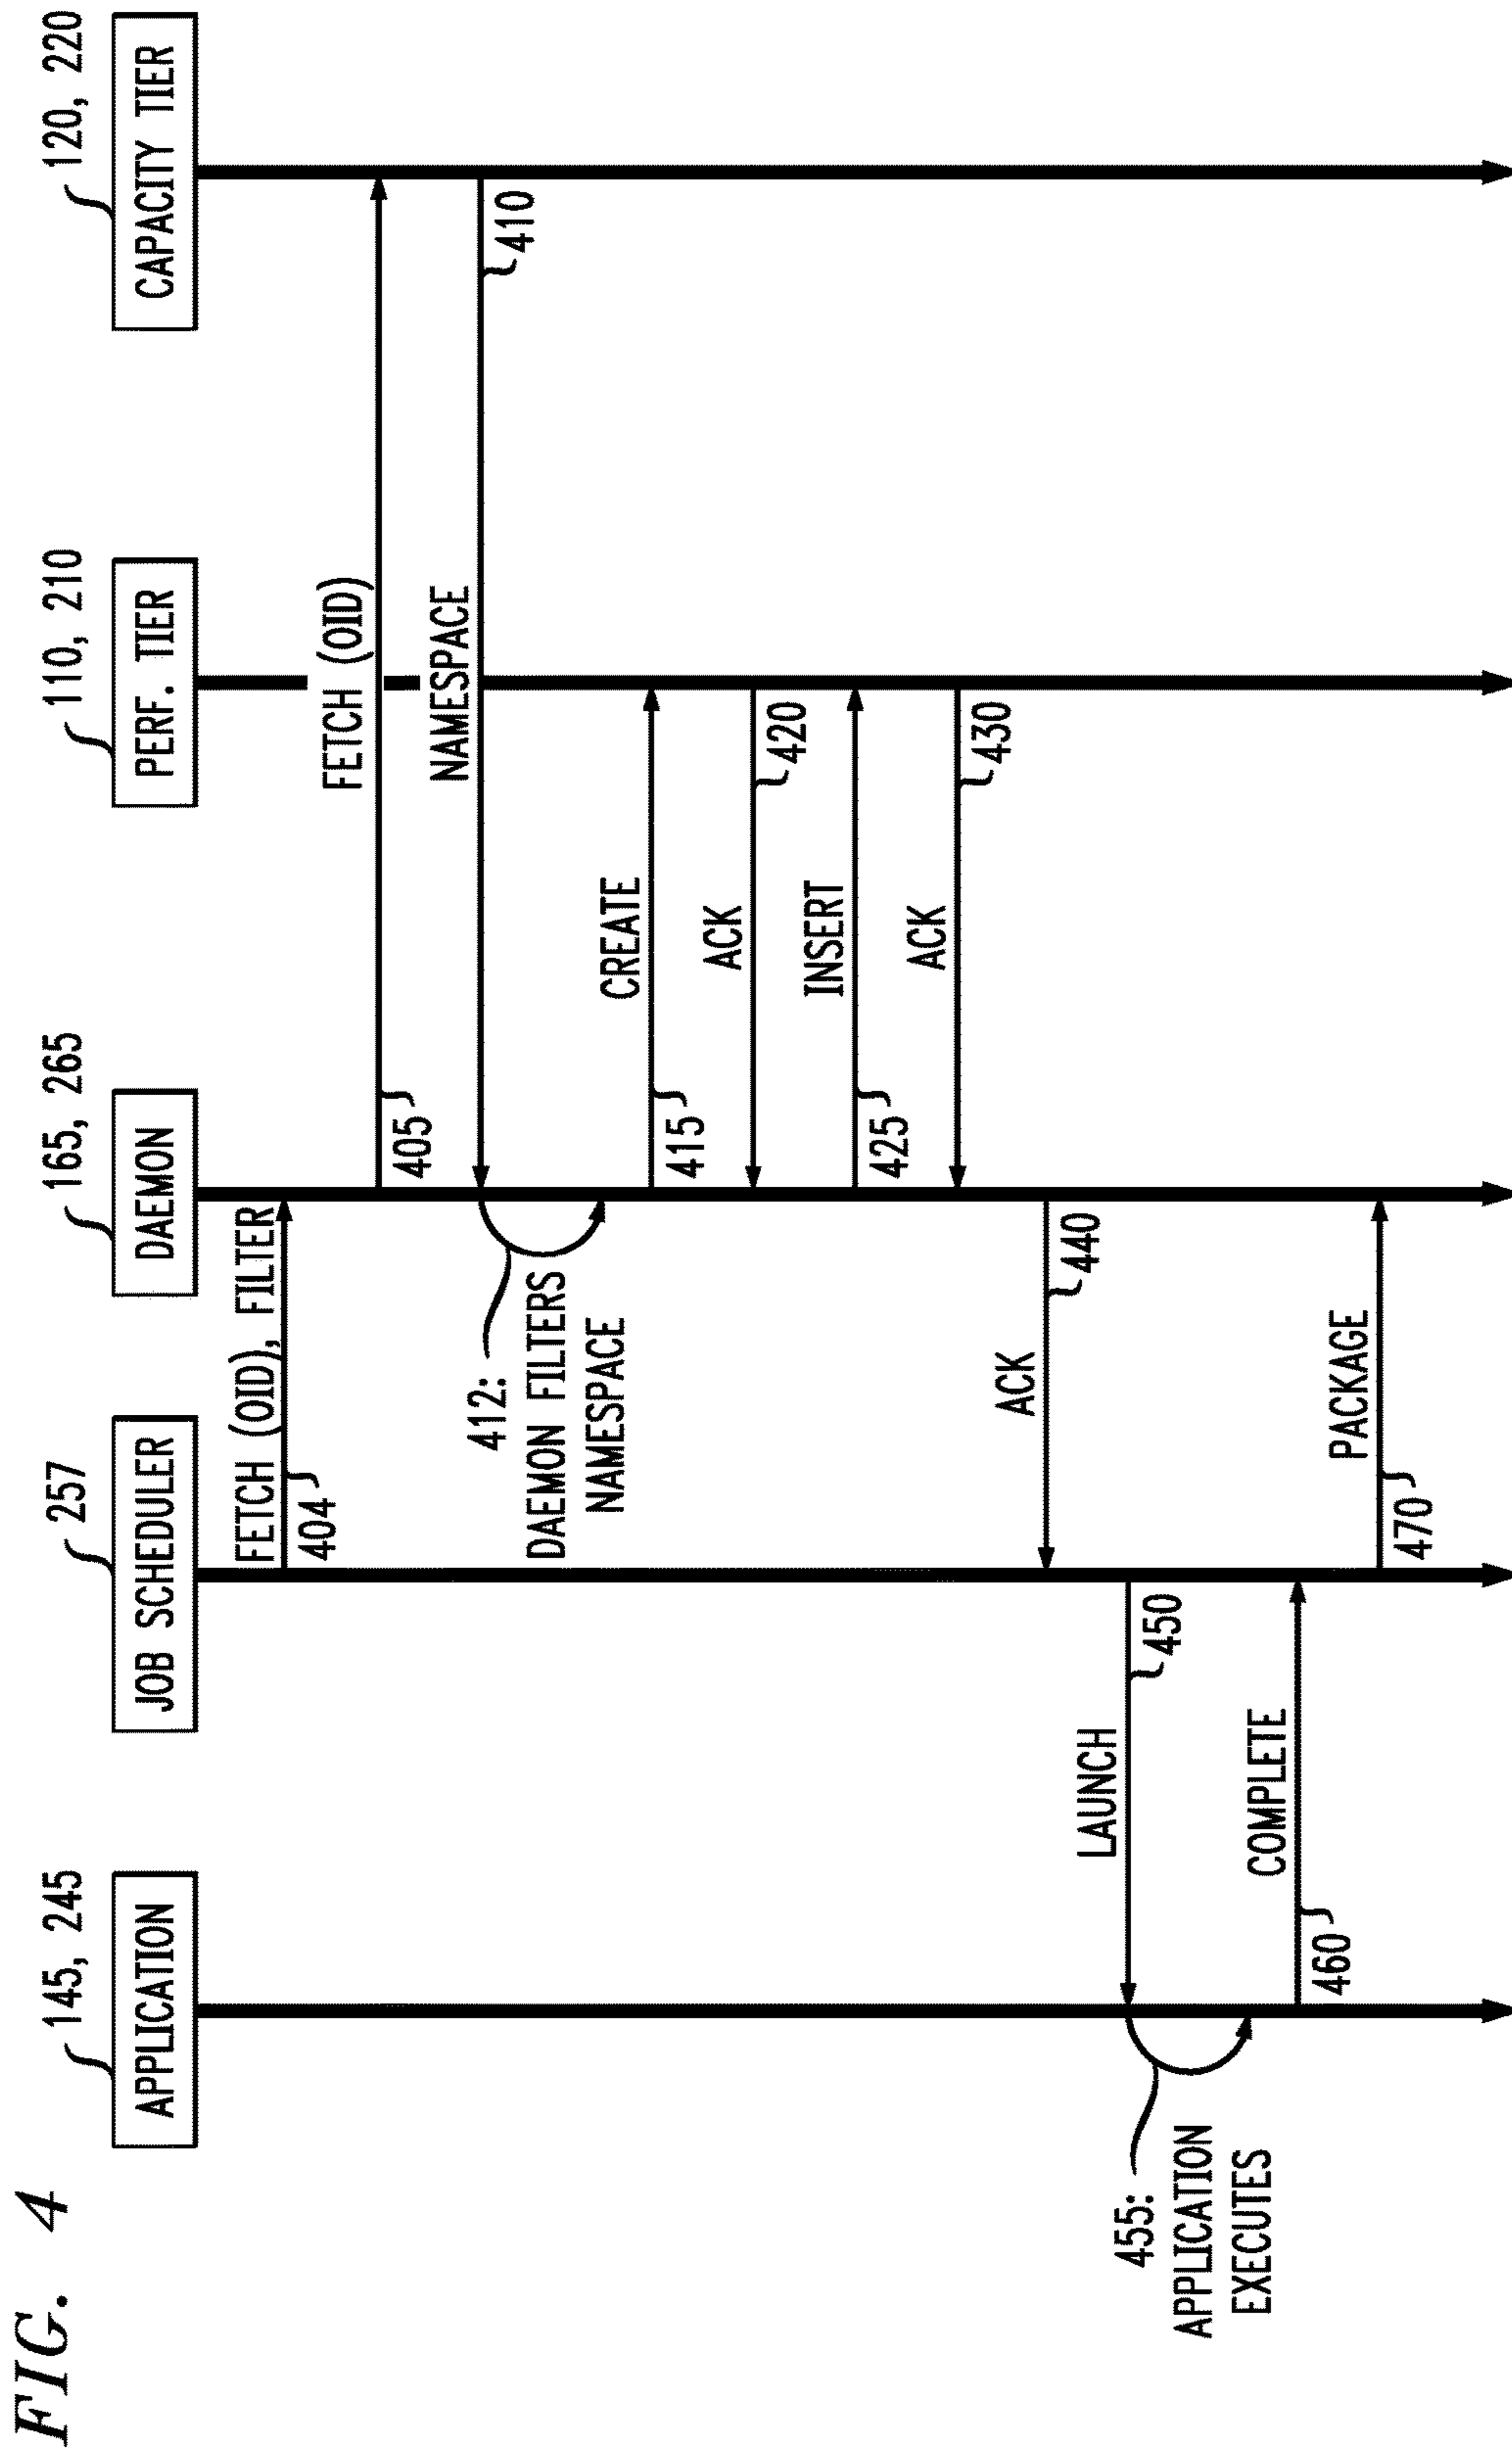 FIG. 4
145, 245
257
165, 265
110, 210
120, 220
APPLICATION
JOB SCHEDULER
DAEMON
PERF. TIER
CAPACITY TIER
FETCH (OID), FILTER
404
FETCH (OID)
405
NAMESPACE
410
412:
DAEMON FILTERS
NAMESPACE
CREATE
415
ACK
420
INSERT
425
ACK
430
ACK
440
LAUNCH
450
455:
APPLICATION
EXECUTES
COMPLETE
460
PACKAGE
470